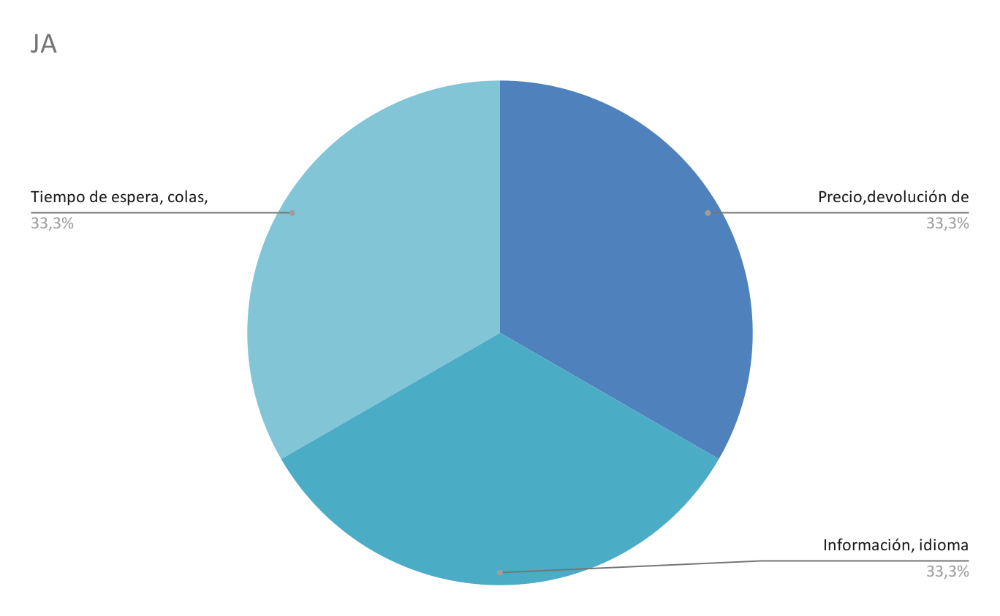 JA
Tiempo de espera, colas,
33,3%
Precio,devolución de
33,3%
Información, idioma
33,3%